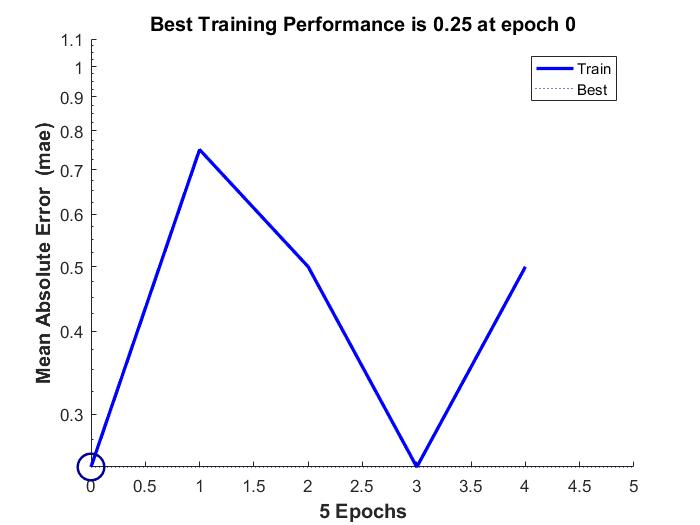 Best Training Performance is 0.25 at epoch 0
1.1
1
0.9
0.8
0.7
0.6
0.5
0.4
0.3
Mean Absolute Error (mae)
Train
Best
0 0.5 1 1.5 2 2.5 3 3.5 4 4.5 5
5 Epochs